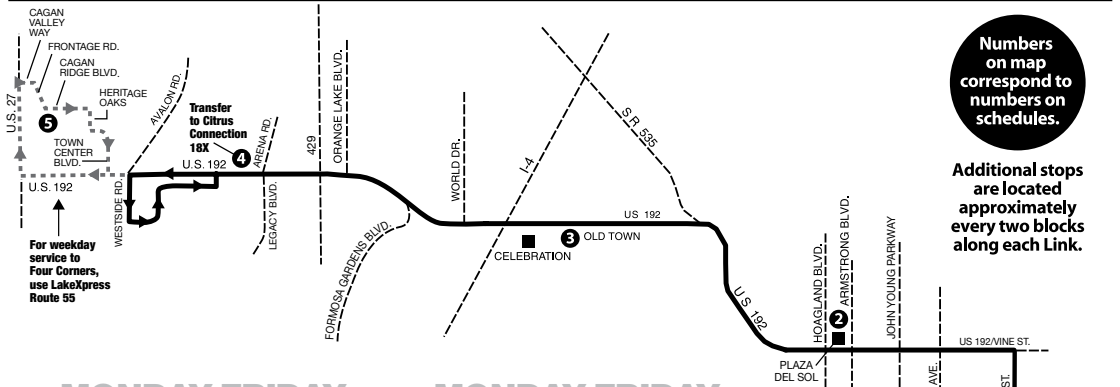 CAGAN
VALLEY
WAY
FRONTAGE RD.
CAGAN
RIDGE BLVD.
HERITAGE
OAKS
U.S. 27
5
TOWN
CENTER
BLVD.
U.S. 192
For weekday
service to
Four Corners,
use LakeXpress
Route 55
AVALON RD.
WESTSIDE RD.
Transfer
to Citrus
Connection
18X
4
U.S. 192
ARENA RD.
LEGACY BLVD.
429
ORANGE LAKE BLVD.
FORMOSA GARDENS BLVD.
WORLD DR.
I-4
CELEBRATION
3
OLD TOWN
US 192
S R 535
U S 192
HOAGLAND BLVD.
2
ARMSTRONG BLVD.
PLAZA
DEL SOL
JOHN YOUNG PARKWAY
AVE.
US 192/VINE ST.
ST.
Numbers
on map
correspond to
numbers on
schedules.
Additional stops
are located
approximately
every two blocks
along each Link.
MONDAY-FRIDAY
MONDAY-FRIDAY